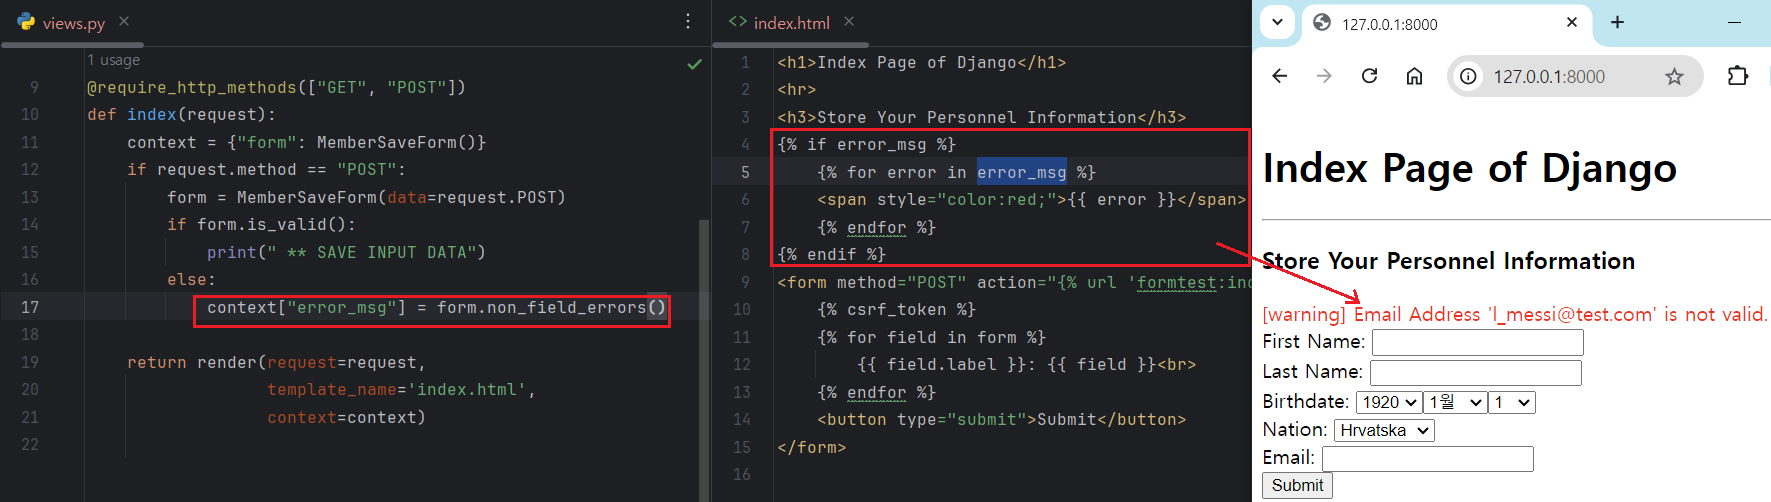 views.py
1 usage
9 @require_http_methods(["GET", "POST"])
10 def index(request):
11 context = {"form": MemberSaveForm()}
12 if request.method == "POST":
13 form = MemberSaveForm(data=request.POST)
14 if form.is_valid():
15 print(" ** SAVE INPUT DATA")
16 else:
17 context["error_msg"] = form.non_field_errors()
18
19 return render(request=request,
20 template_name='index.html',
21 context=context)
22
<> index.html
1 <h1>Index Page of Django</h1>
2 <hr>
3 <h3>Store Your Personnel Information</h3>
4 {% if error_msg %}
5 {% for error in error_msg %}
6 <span style="color:red;">{{ error }}</span>
7 {% endfor %}
8 {% endif %}
9 <form method="POST" action="{% url 'formtest:ind
10 {% csrf_token %}
11 {% for field in form %}
12 {{ field.label }}: {{ field }}<br>
13 {% endfor %}
14 <button type="submit">Submit</button>
15 </form>
16
127.0.0.1:8000
127.0.0.1:8000
Index Page of Django
Store Your Personnel Information
[warning] Email Address 'l_messi@test.com' is not valid.
First Name:
Last Name:
Birthdate: 1920 1월 1
Nation: Hrvatska
Email:
Submit